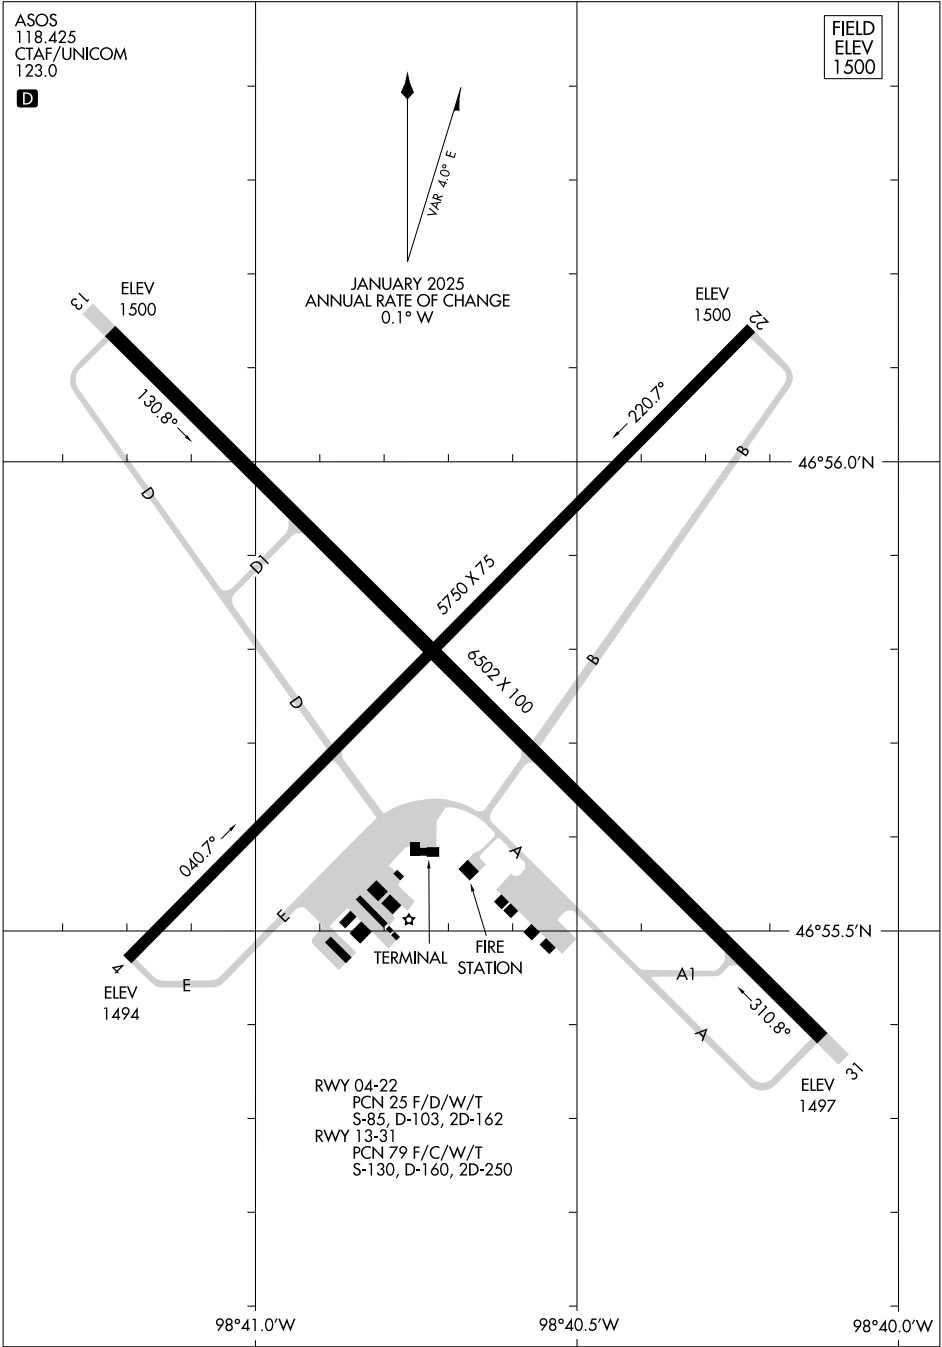 ASOS
118.425
CTAF/UNICOM
123.0
D
FIELD
ELEV
1500
VAR 4.0° E
JANUARY 2025
ANNUAL RATE OF CHANGE
0.1° W
13
ELEV
1500
ELEV
1500
22
130.8°
220.7°
B
46°56.0'N
D
D1
5750 X 75
6502 X 100
B
D
040.7°
A
E
TERMINAL
FIRE
STATION
46°55.5'N
4
ELEV
1494
E
A1
310.8°
A
31
ELEV
1497
RWY 04-22
PCN 25 F/D/W/T
S-85, D-103, 2D-162
RWY 13-31
PCN 79 F/C/W/T
S-130, D-160, 2D-250
98°41.0'W
98°40.5'W
98°40.0'W